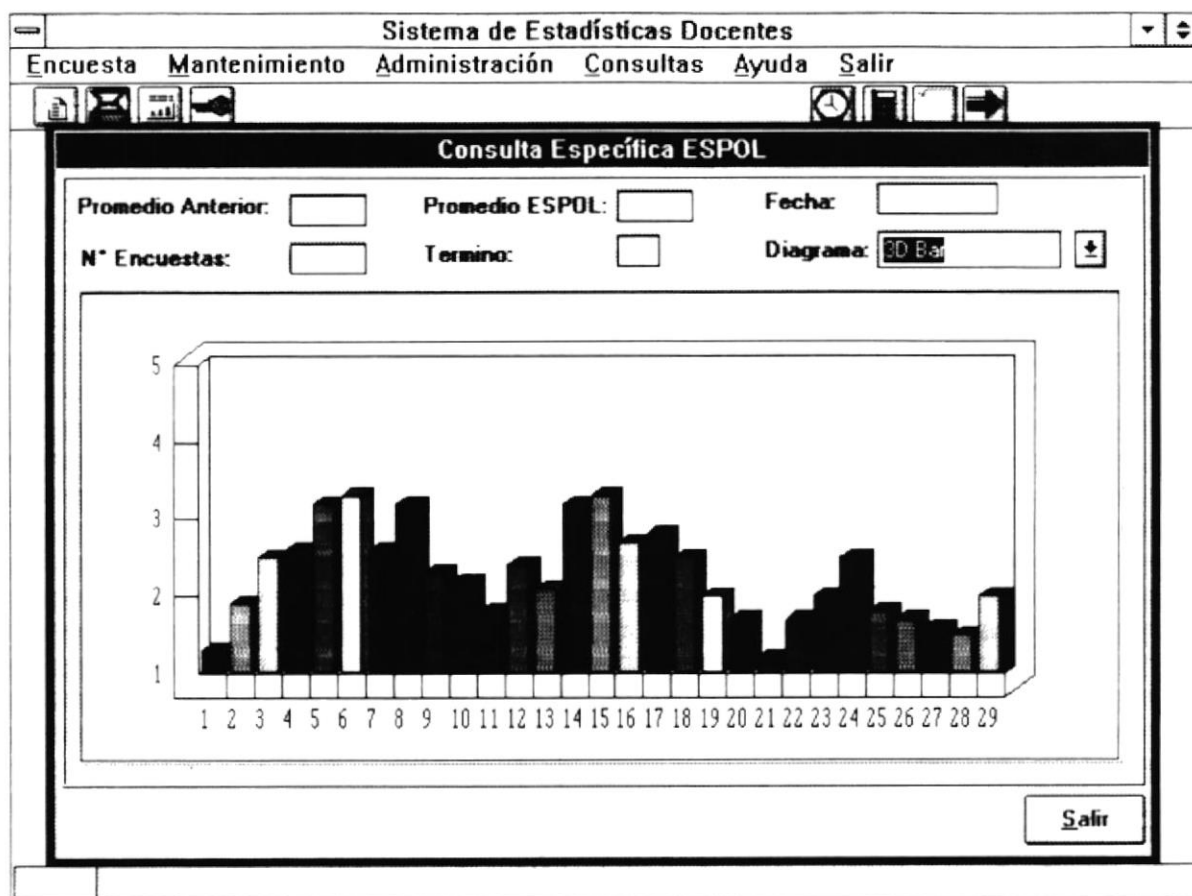 Sistema de Estadísticas Docentes
Encuesta Mantenimiento Administración Consultas Ayuda Salir
Consulta Específica ESPOL
Promedio Anterior: Promedio ESPOL: Fecha:
N° Encuestas: Termino: Diagrama: 3D Bar
5
4
3
2
1
1 2 3 4 5 6 7 8 9 10 11 12 13 14 15 16 17 18 19 20 21 22 23 24 25 26 27 28 29
Salir